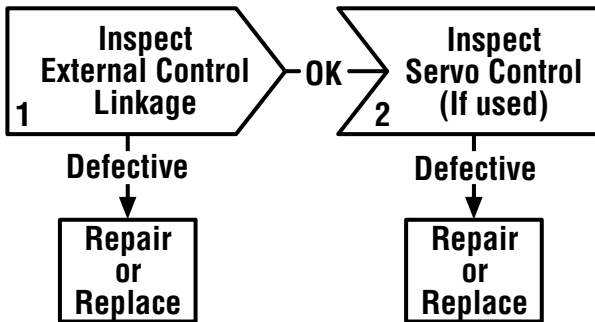 Inspect
External Control
Linkage
1
OK
Inspect
Servo Control
(If used)
2
Defective
Defective
Repair
or
Replace
Repair
or
Replace